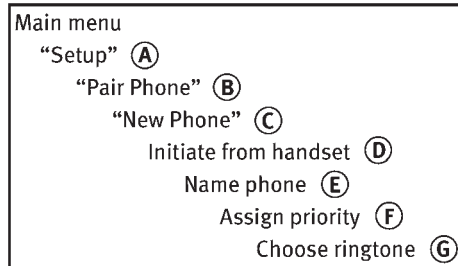 Main menu
“Setup” A
“Pair Phone” B
“New Phone” C
Initiate from handset D
Name phone E
Assign priority F
Choose ringtone G